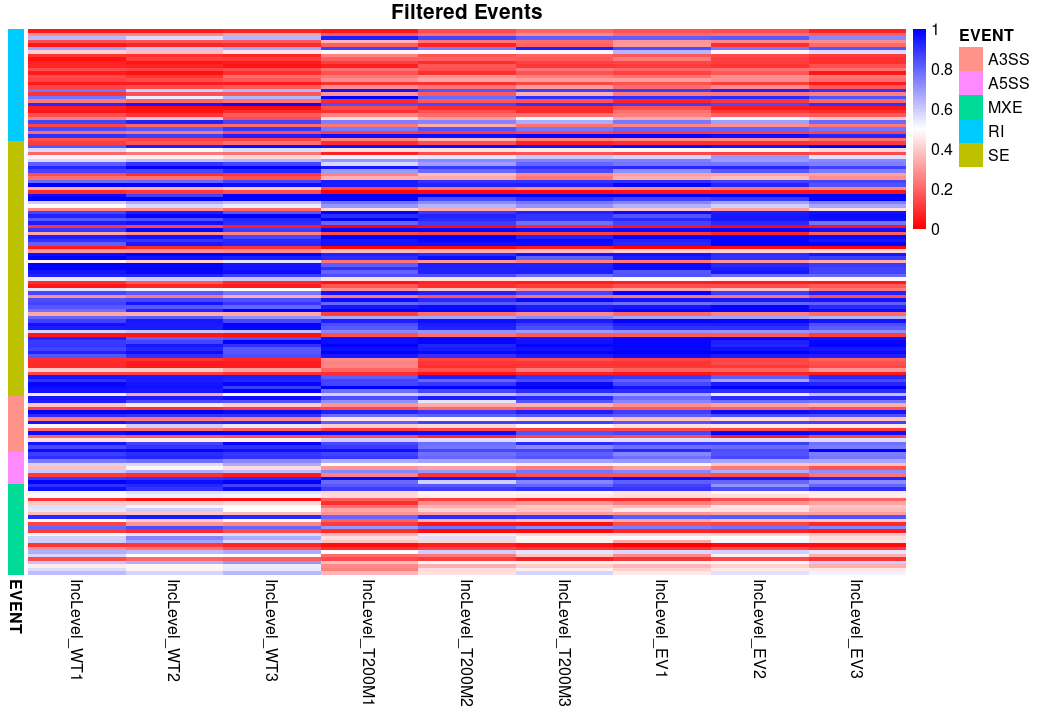 Filtered Events
1
0.8
0.6
0.4
0.2
0
EVENT
A3SS
A5SS
MXE
RI
SE
EVENT
IncLevel_WT1
IncLevel_WT2
IncLevel_WT3
IncLevel_T200M1
IncLevel_T200M2
IncLevel_T200M3
IncLevel_EV1
IncLevel_EV2
IncLevel_EV3